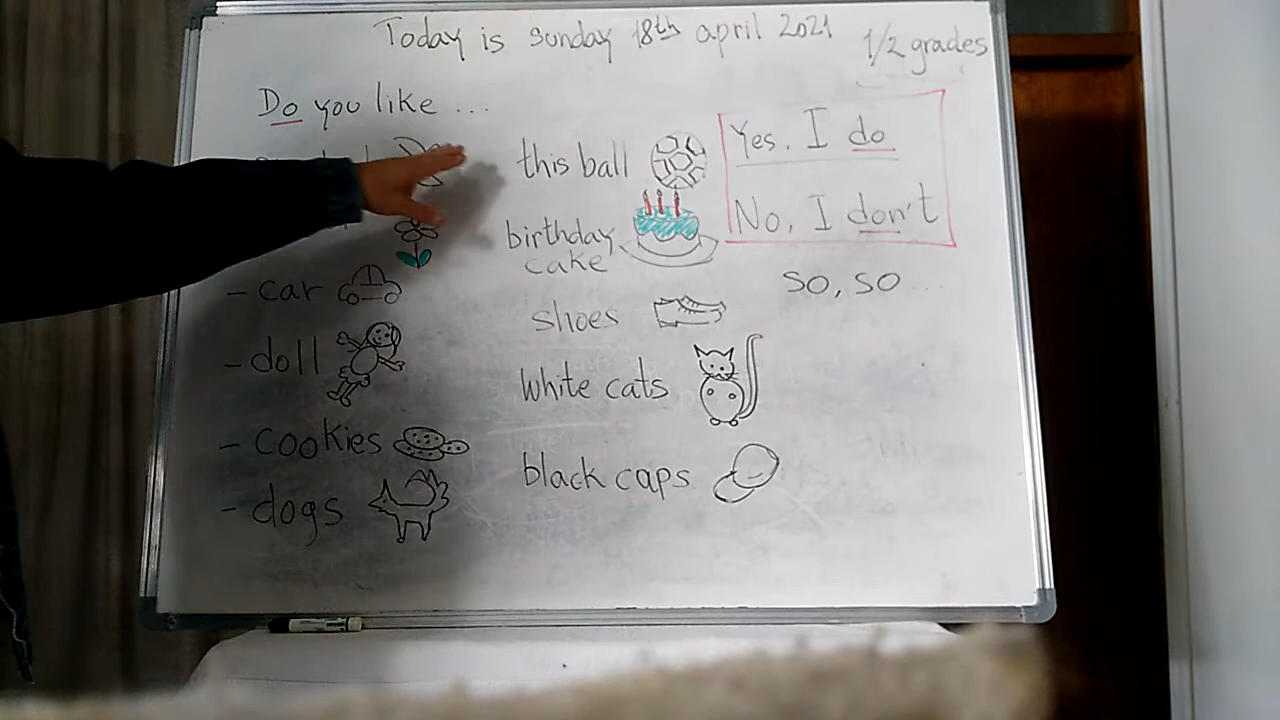 Today is Sunday 18th april 2021
1/2 grades
Do you like ...
- car
- doll
- cookies
- dogs
this ball
birthday
cake
shoes
white cats
black caps
Yes. I do
No, I don't
so, so ...